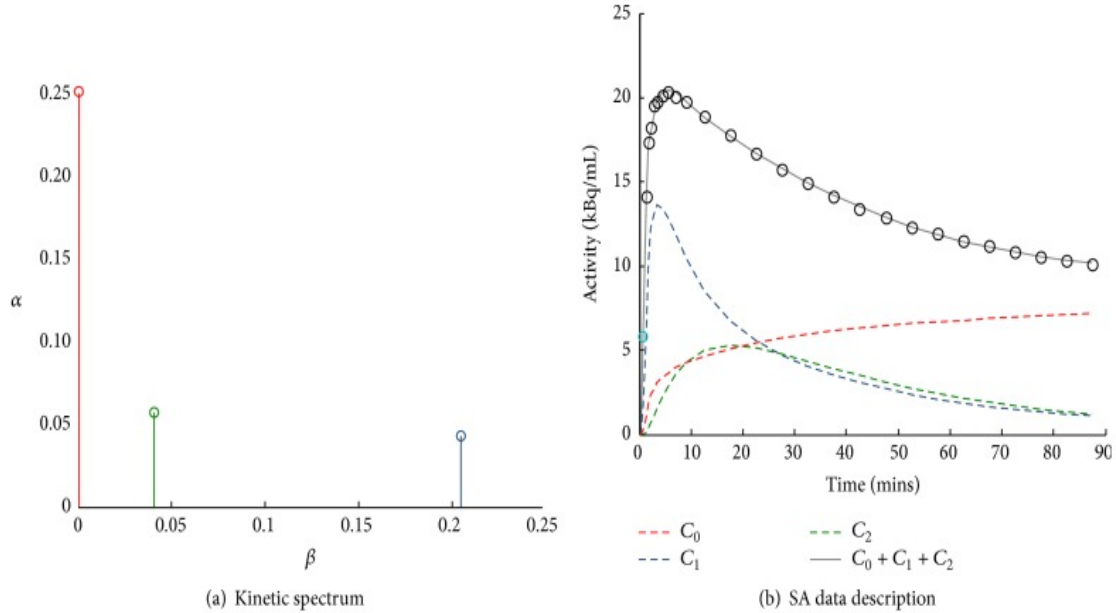 0.25
0.20
0.15
α
0.10
0.05
0
0 0.05 0.1 0.15 0.2 0.25
β
(a) Kinetic spectrum
25
20
15
Activity (kBq/mL)
10
5
0
0 10 20 30 40 50 60 70 80 90
Time (mins)
C₀ C₂
C₁ C₀ + C₁ + C₂
(b) SA data description